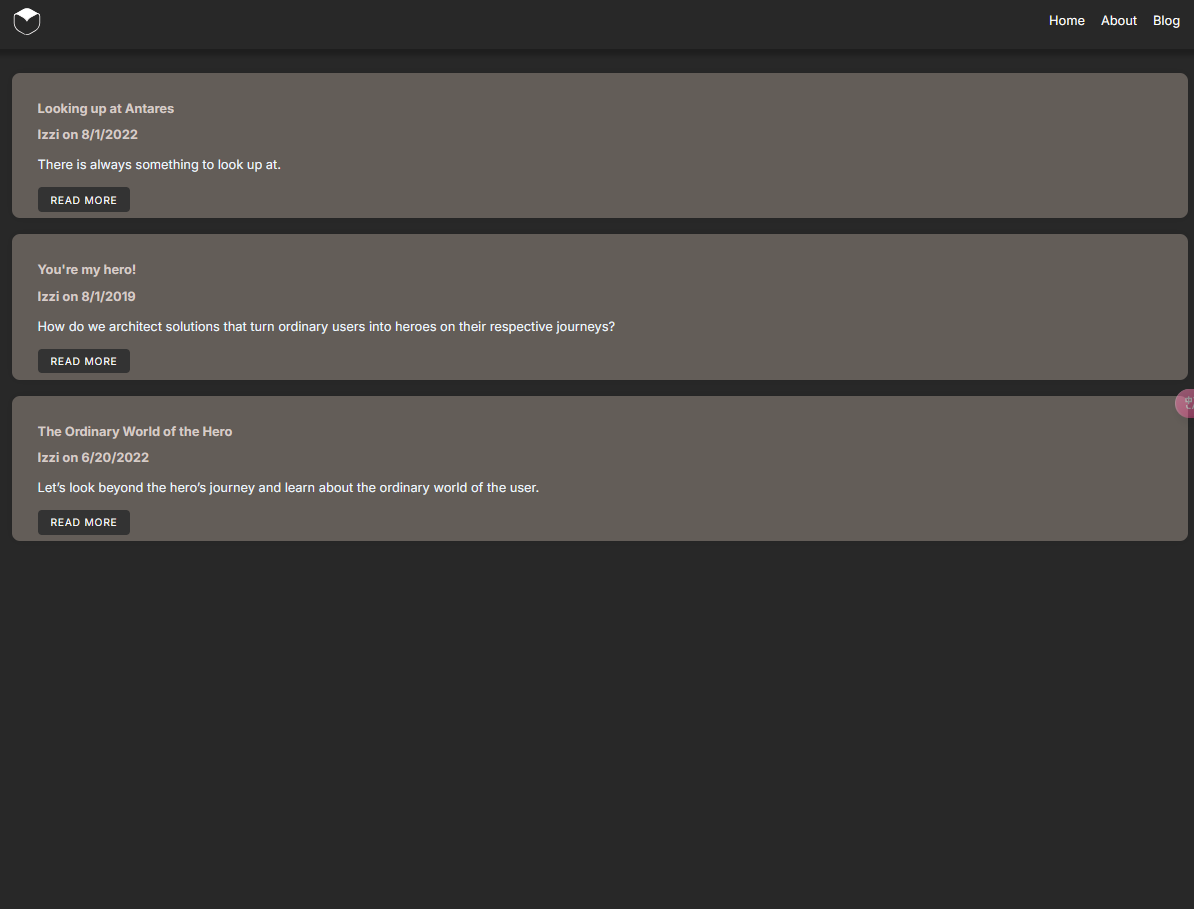 Home About Blog
Looking up at Antares
Izzi on 8/1/2022
There is always something to look up at.
READ MORE
You're my hero!
Izzi on 8/1/2019
How do we architect solutions that turn ordinary users into heroes on their respective journeys?
READ MORE
The Ordinary World of the Hero
Izzi on 6/20/2022
Let’s look beyond the hero’s journey and learn about the ordinary world of the user.
READ MORE